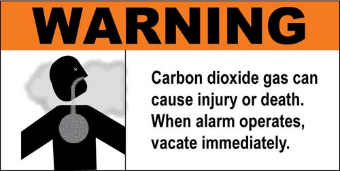 WARNING
Carbon dioxide gas can
cause injury or death.
When alarm operates,
vacate immediately.